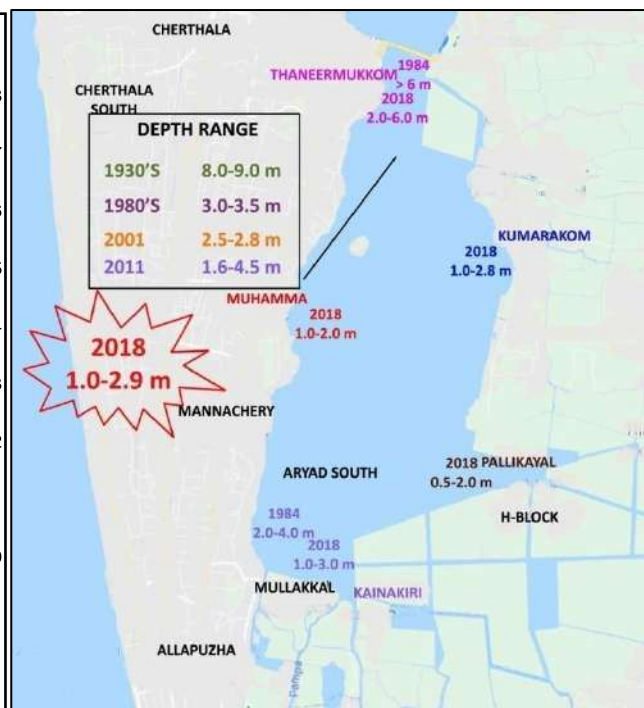 CHERTHALA
THANEERMUKKOM
1984
> 6 m
2018
2.0-6.0 m
CHERTHALA
SOUTH
DEPTH RANGE
1930'S 8.0-9.0 m
1980'S 3.0-3.5 m
2001 2.5-2.8 m
2011 1.6-4.5 m
KUMARAKOM
2018
1.0-2.8 m
MUHAMMA
2018
1.0-2.0 m
2018
1.0-2.9 m
MANNACHERY
ARYAD SOUTH
2018 PALLIKAYAL
0.5-2.0 m
H-BLOCK
1984
2.0-4.0 m
2018
1.0-3.0 m
MULLAKKAL
KAINAKIRI
ALLAPUZHA
Pampa